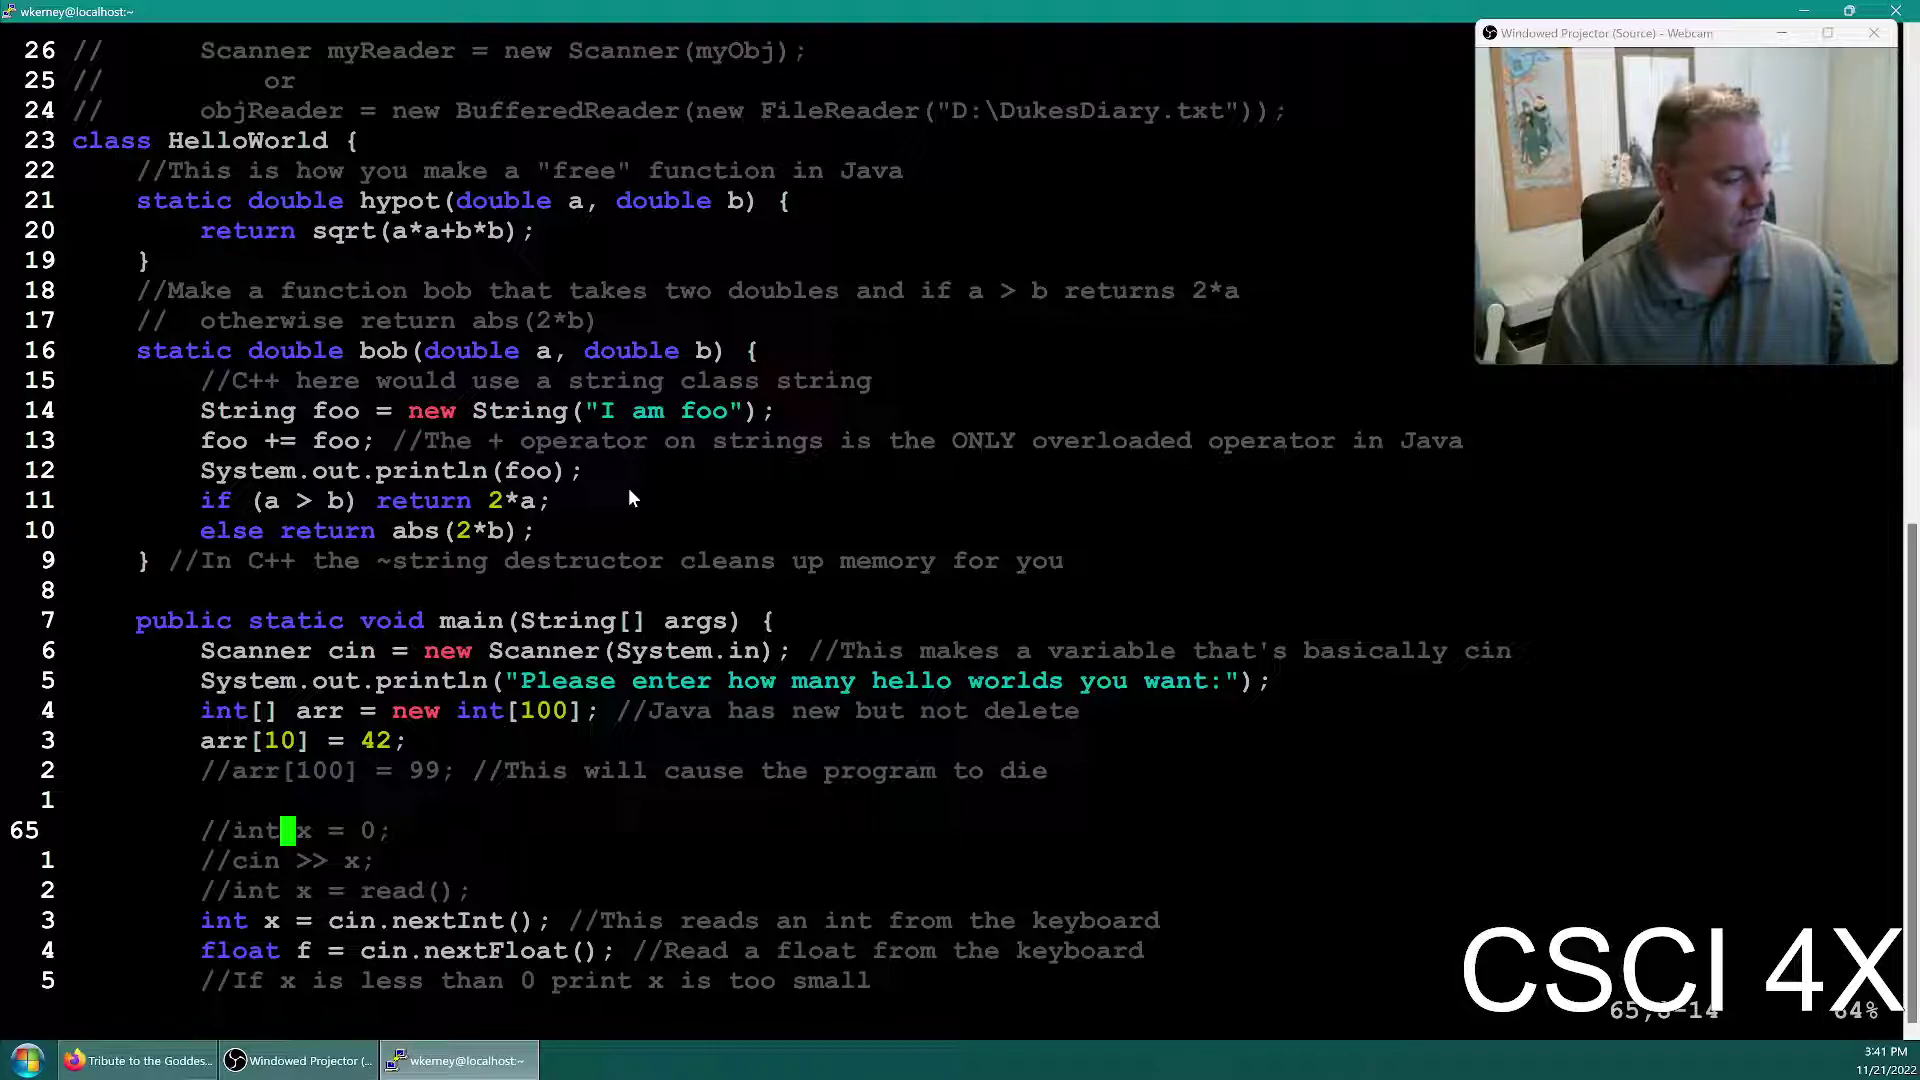 wkerney@localhost:~
Windowed Projector (Source) - Webcam
26 //      Scanner myReader = new Scanner(myObj);
25 //          or
24 //      objReader = new BufferedReader(new FileReader("D:\DukesDiary.txt"));
23 class HelloWorld {
22     //This is how you make a "free" function in Java
21     static double hypot(double a, double b) {
20         return sqrt(a*a+b*b);
19     }
18     //Make a function bob that takes two doubles and if a > b returns 2*a
17     //  otherwise return abs(2*b)
16     static double bob(double a, double b) {
15         //C++ here would use a string class string
14         String foo = new String("I am foo");
13         foo += foo; //The + operator on strings is the ONLY overloaded operator in Java
12         System.out.println(foo);
11         if (a > b) return 2*a;
10         else return abs(2*b);
9     } //In C++ the ~string destructor cleans up memory for you
8
7     public static void main(String[] args) {
6         Scanner cin = new Scanner(System.in); //This makes a variable that's basically cin
5         System.out.println("Please enter how many hello worlds you want:");
4         int[] arr = new int[100]; //Java has new but not delete
3         arr[10] = 42;
2         //arr[100] = 99; //This will cause the program to die
1
65         //int x = 0;
1         //cin >> x;
2         //int x = read();
3         int x = cin.nextInt(); //This reads an int from the keyboard
4         float f = cin.nextFloat(); //Read a float from the keyboard
5         //If x is less than 0 print x is too small
CSCI 4X
Tribute to the Goddes...
Windowed Projector (...
wkerney@localhost:~
3:41 PM
11/21/2022